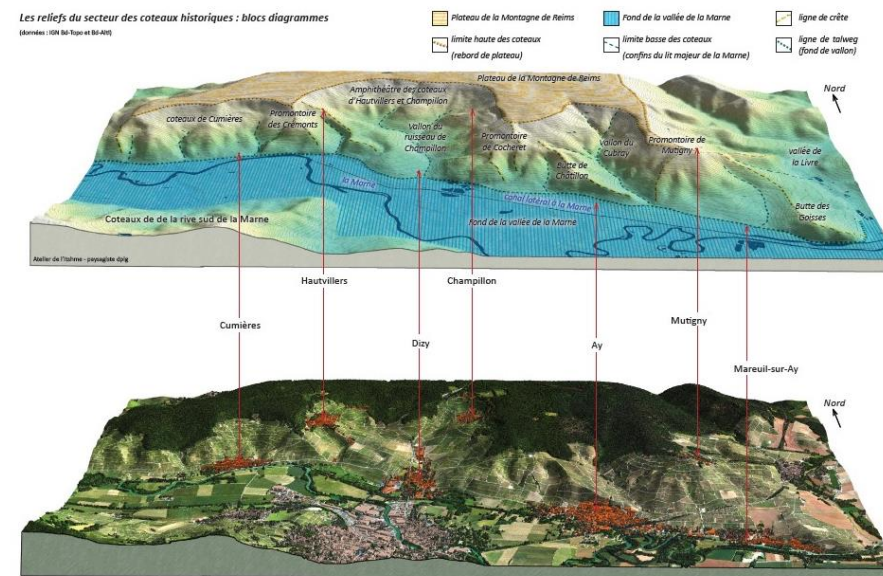 Les reliefs du secteur des coteaux historiques : blocs diagrammes
(données : IGN Bd-Topo et Bd-Alti)
Plateau de la Montagne de Reims
Fond de la vallée de la Marne
ligne de crête
limite haute des coteaux
(rebord de plateau)
limite basse des coteaux
(confins du lit majeur de la Marne)
ligne de talweg
(fond de vallon)
Plateau de la Montagne de Reims
Nord
Amphithéâtre des coteaux
d'Hautvillers et Champillon
coteaux de Cumières
Promontoire
des Crémonts
Vallon du
ruisseau de
Champillon
Promontoire
de Cocheret
vallon du
Cubray
Promontoire de
Mutigny
vallée de
la Livre
Butte de
Châtillon
la Marne
canal latéral à la Marne
Butte des
Goisses
Coteaux de de la rive sud de la Marne
Fond de la vallée de la Marne
Atelier de l'Isthme - paysagiste dplg
Hautvillers
Champillon
Cumières
Mutigny
Dizy
Ay
Mareuil-sur-Ay
Nord